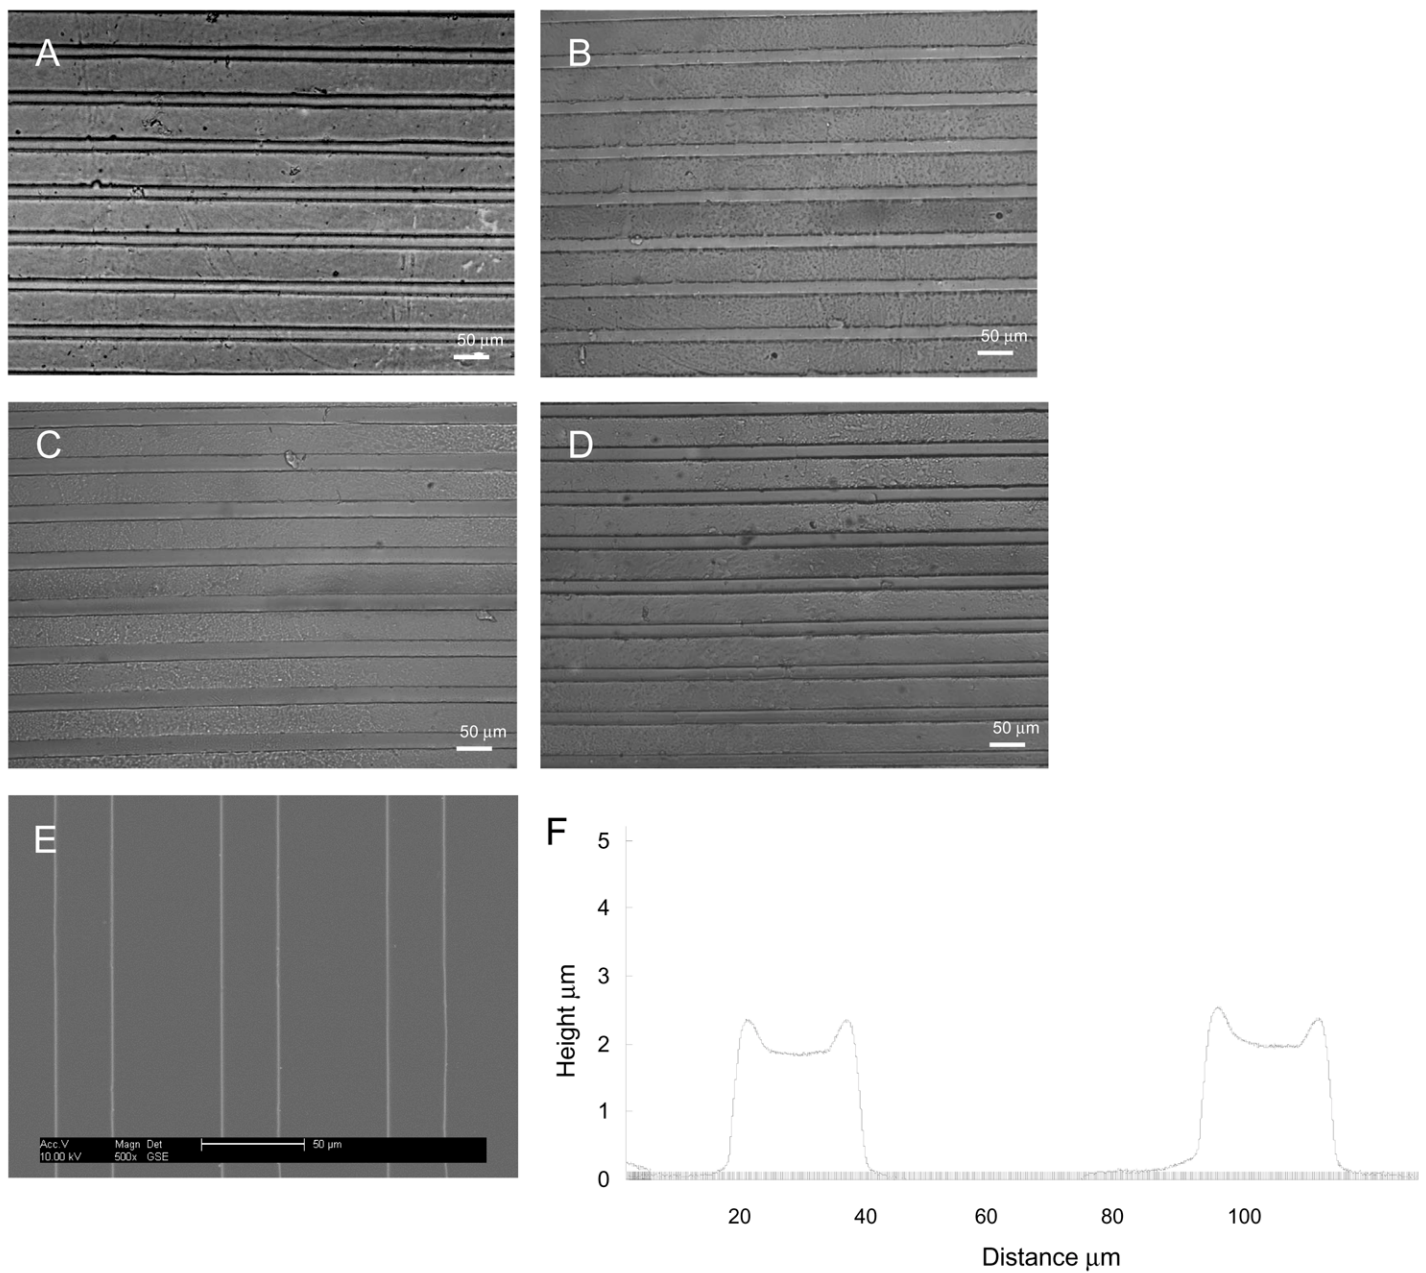 A
50 μm
B
50 μm
C
50 μm
D
50 μm
E
Acc.V Magn Det 50 μm
10.00 kV 500x GSE
F
5
4
3
2
1
0
Height μm
20 40 60 80 100
Distance μm